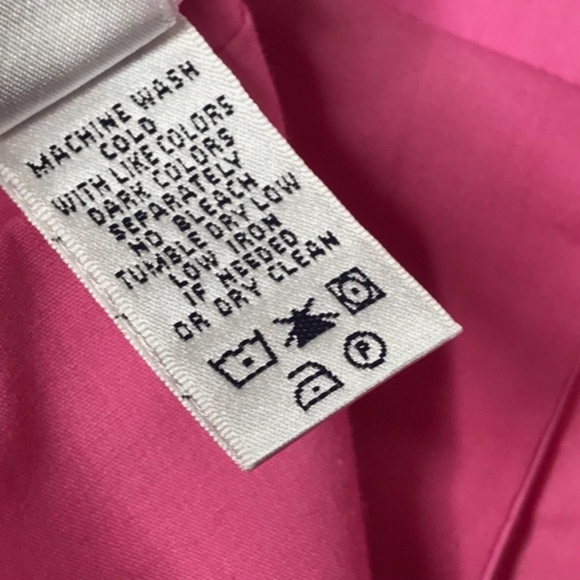 MACHINE WASH
COLD
WITH LIKE COLORS
DARK COLORS
SEPARATELY
NO BLEACH
TUMBLE DRY LOW
LOW IRON
IF NEEDED
OR DRY CLEAN
P